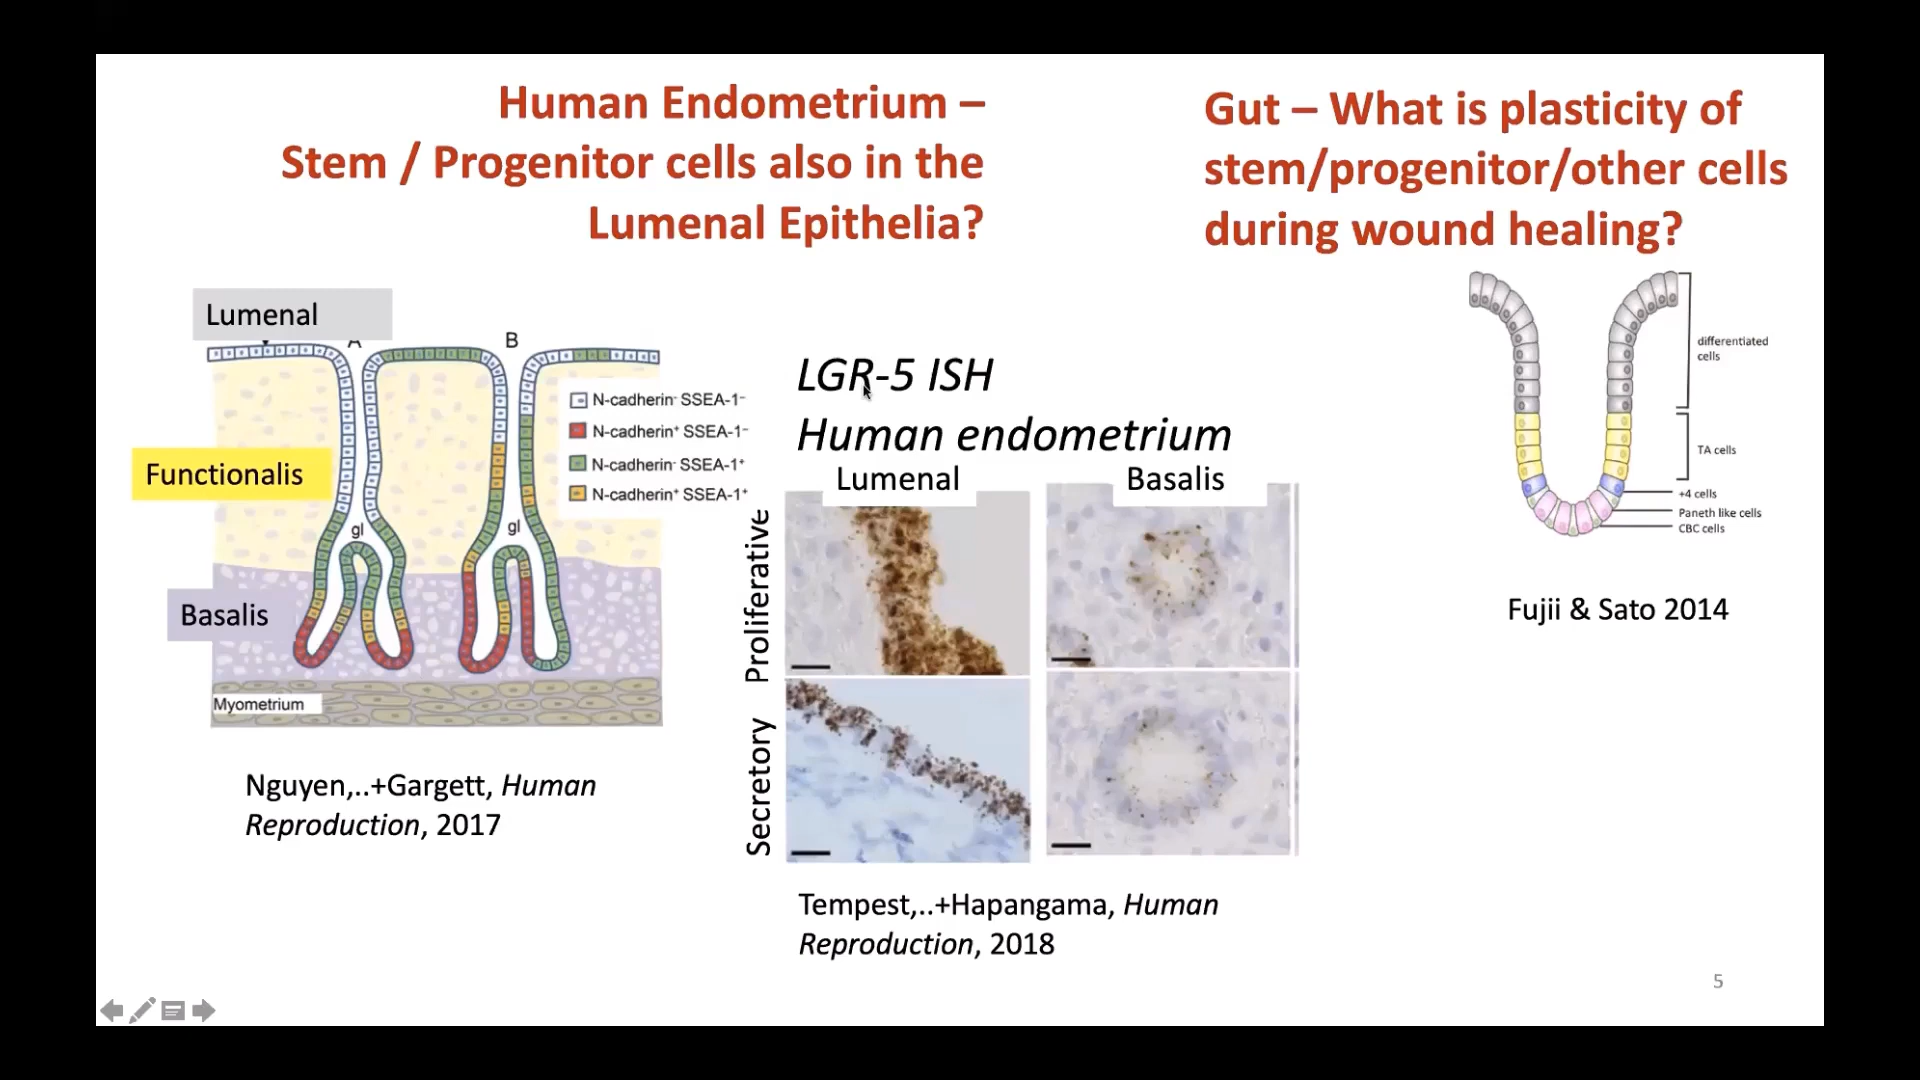 Human Endometrium –
Stem / Progenitor cells also in the
Lumenal Epithelia?
Gut – What is plasticity of
stem/progenitor/other cells
during wound healing?
Lumenal
A
B
Functionalis
Basalis
gl
gl
Myometrium
N-cadherin⁻ SSEA-1⁻
N-cadherin⁺ SSEA-1⁻
N-cadherin⁻ SSEA-1⁺
N-cadherin⁺ SSEA-1⁺
Nguyen,..+Gargett, Human
Reproduction, 2017
LGR-5 ISH
Human endometrium
Lumenal
Basalis
Proliferative
Secretory
Tempest,..+Hapangama, Human
Reproduction, 2018
differentiated
cells
TA cells
+4 cells
Paneth like cells
CBC cells
Fujii & Sato 2014
5